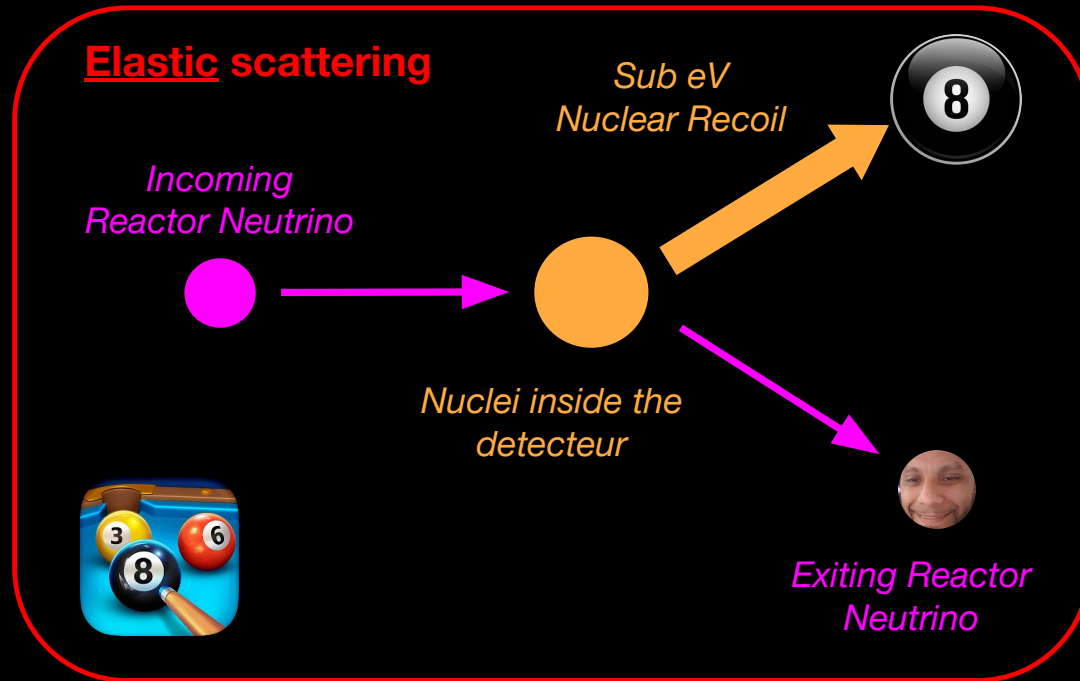 Elastic scattering
Sub eV
Nuclear Recoil
8
Incoming
Reactor Neutrino
Nuclei inside the
detecteur
3
6
8
Exiting Reactor
Neutrino